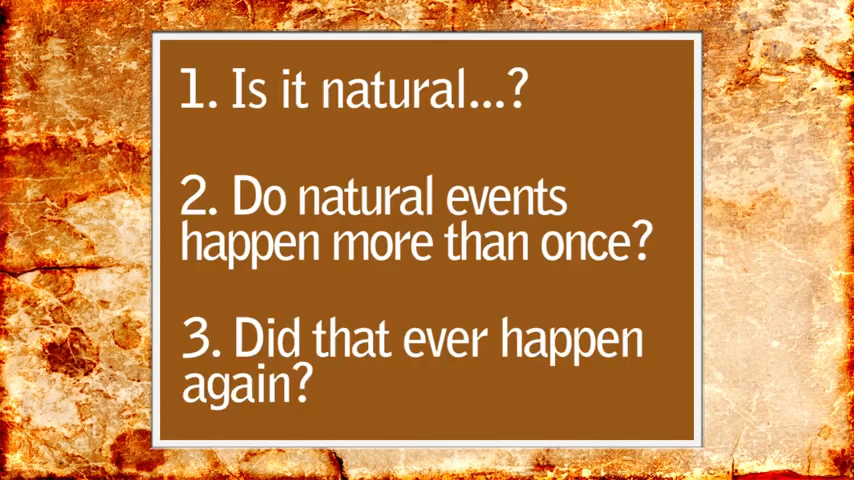 1. Is it natural...?
2. Do natural events
happen more than once?
3. Did that ever happen
again?